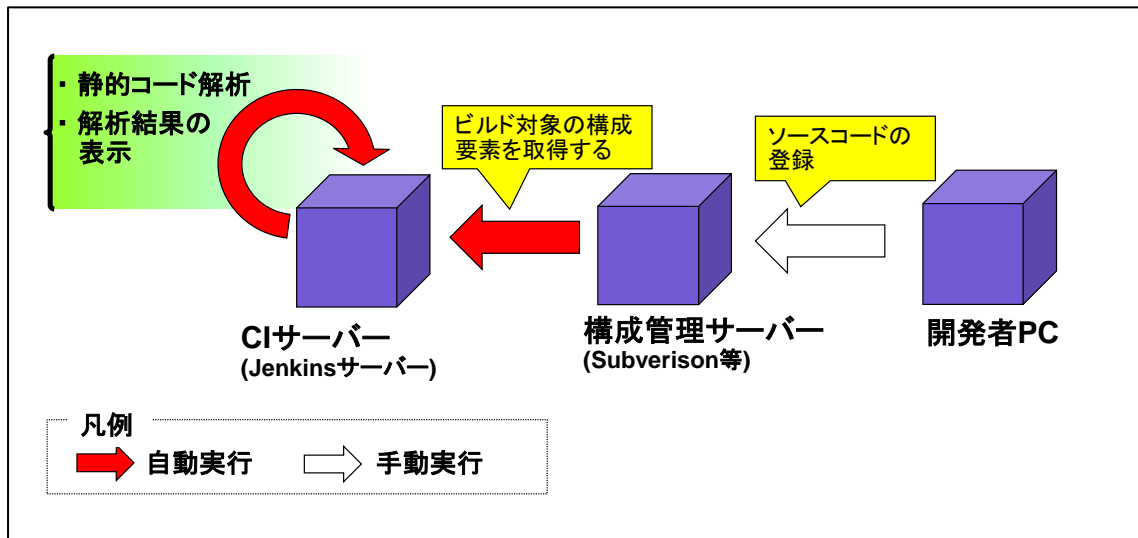 ・ 静的コード解析
・ 解析結果の
表示
ビルド対象の構成
要素を取得する
ソースコードの
登録
CIサーバー
(Jenkinsサーバー)
構成管理サーバー
(Subverison等)
開発者PC
凡例
自動実行
手動実行